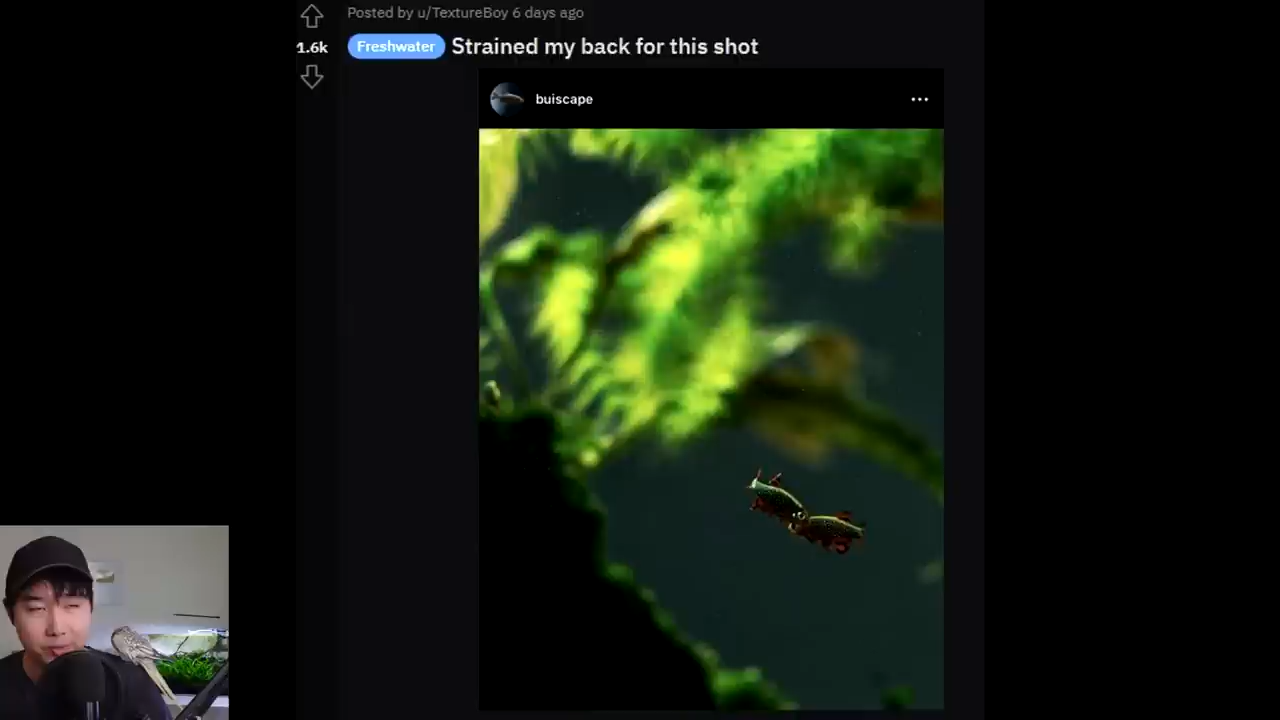 Posted by u/TextureBoy 6 days ago
1.6k
Freshwater Strained my back for this shot
buiscape